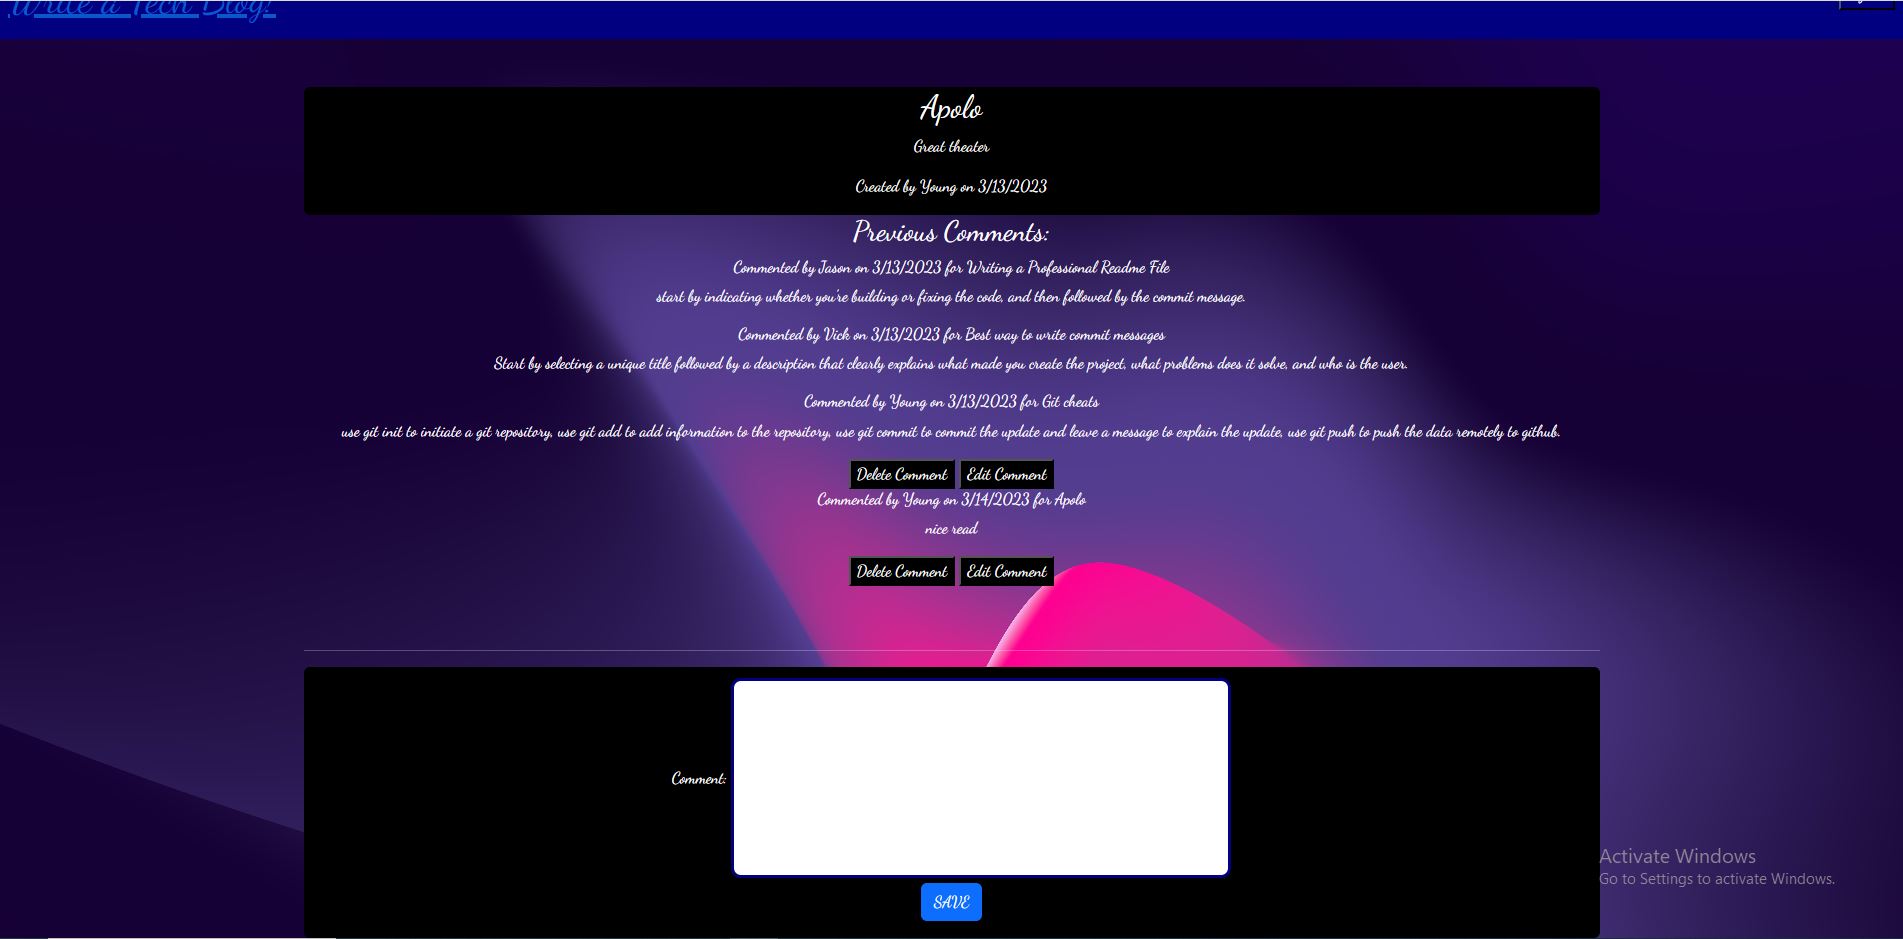 Write a Tech Blog!
Apolo
Great theater
Created by Young on 3/13/2023
Previous Comments:
Commented by Jason on 3/13/2023 for Writing a Professional Readme File
start by indicating whether you're building or fixing the code, and then followed by the commit message.
Commented by Vick on 3/13/2023 for Best way to write commit messages
Start by selecting a unique title followed by a description that clearly explains what made you create the project, what problems does it solve, and who is the user.
Commented by Young on 3/13/2023 for Git cheats
use git init to initiate a git repository, use git add to add information to the repository, use git commit to commit the update and leave a message to explain the update, use git push to push the data remotely to github.
Delete Comment Edit Comment
Commented by Young on 3/14/2023 for Apolo
nice read
Delete Comment Edit Comment
Comment:
SAVE
Activate Windows
Go to Settings to activate Windows.